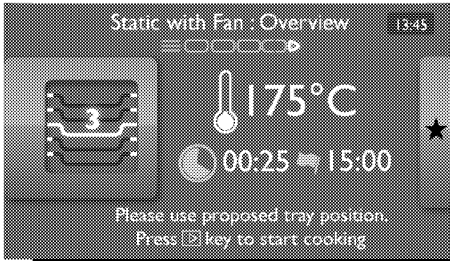 Static with Fan : Overview
13:45
3
175°C
00:25 15:00
Please use proposed tray position.
Press key to start cooking